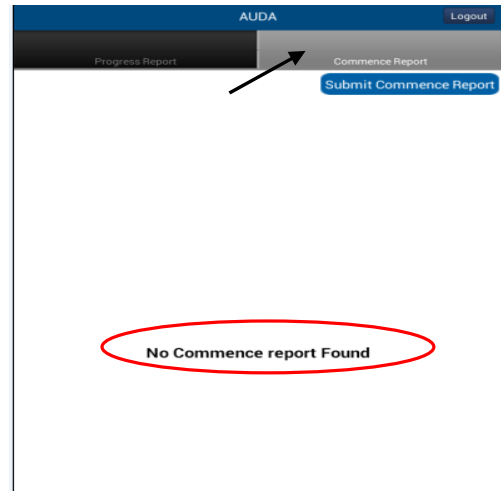 AUDA
Logout
Progress Report
Commence Report
Submit Commence Report
No Commence report Found